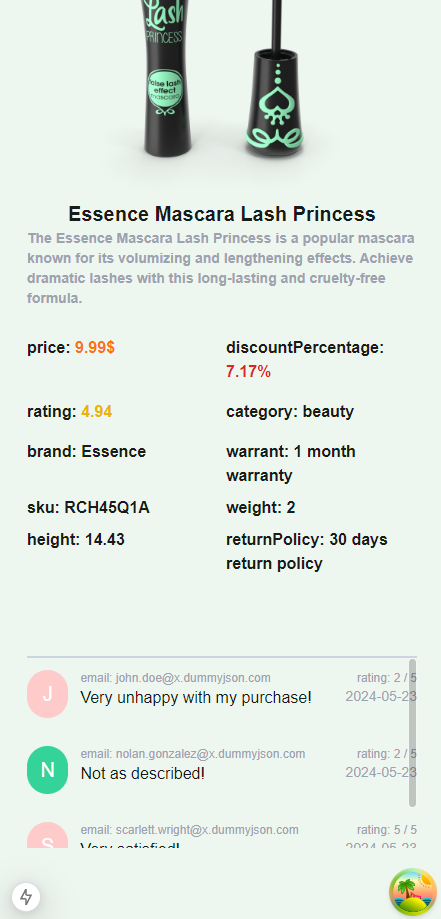 Lash
PRINCESS
false lash
effect
mascara
Essence Mascara Lash Princess
The Essence Mascara Lash Princess is a popular mascara
known for its volumizing and lengthening effects. Achieve
dramatic lashes with this long-lasting and cruelty-free
formula.
price: 9.99$
discountPercentage:
7.17%
rating: 4.94
category: beauty
brand: Essence
warrant: 1 month
warranty
sku: RCH45Q1A
weight: 2
height: 14.43
returnPolicy: 30 days
return policy
J
email: john.doe@x.dummyjson.com
rating: 2 / 5
Very unhappy with my purchase!
2024-05-23
N
email: nolan.gonzalez@x.dummyjson.com
rating: 2 / 5
Not as described!
2024-05-23
S
email: scarlett.wright@x.dummyjson.com
rating: 5 / 5
Very satisfied!
2024-05-23